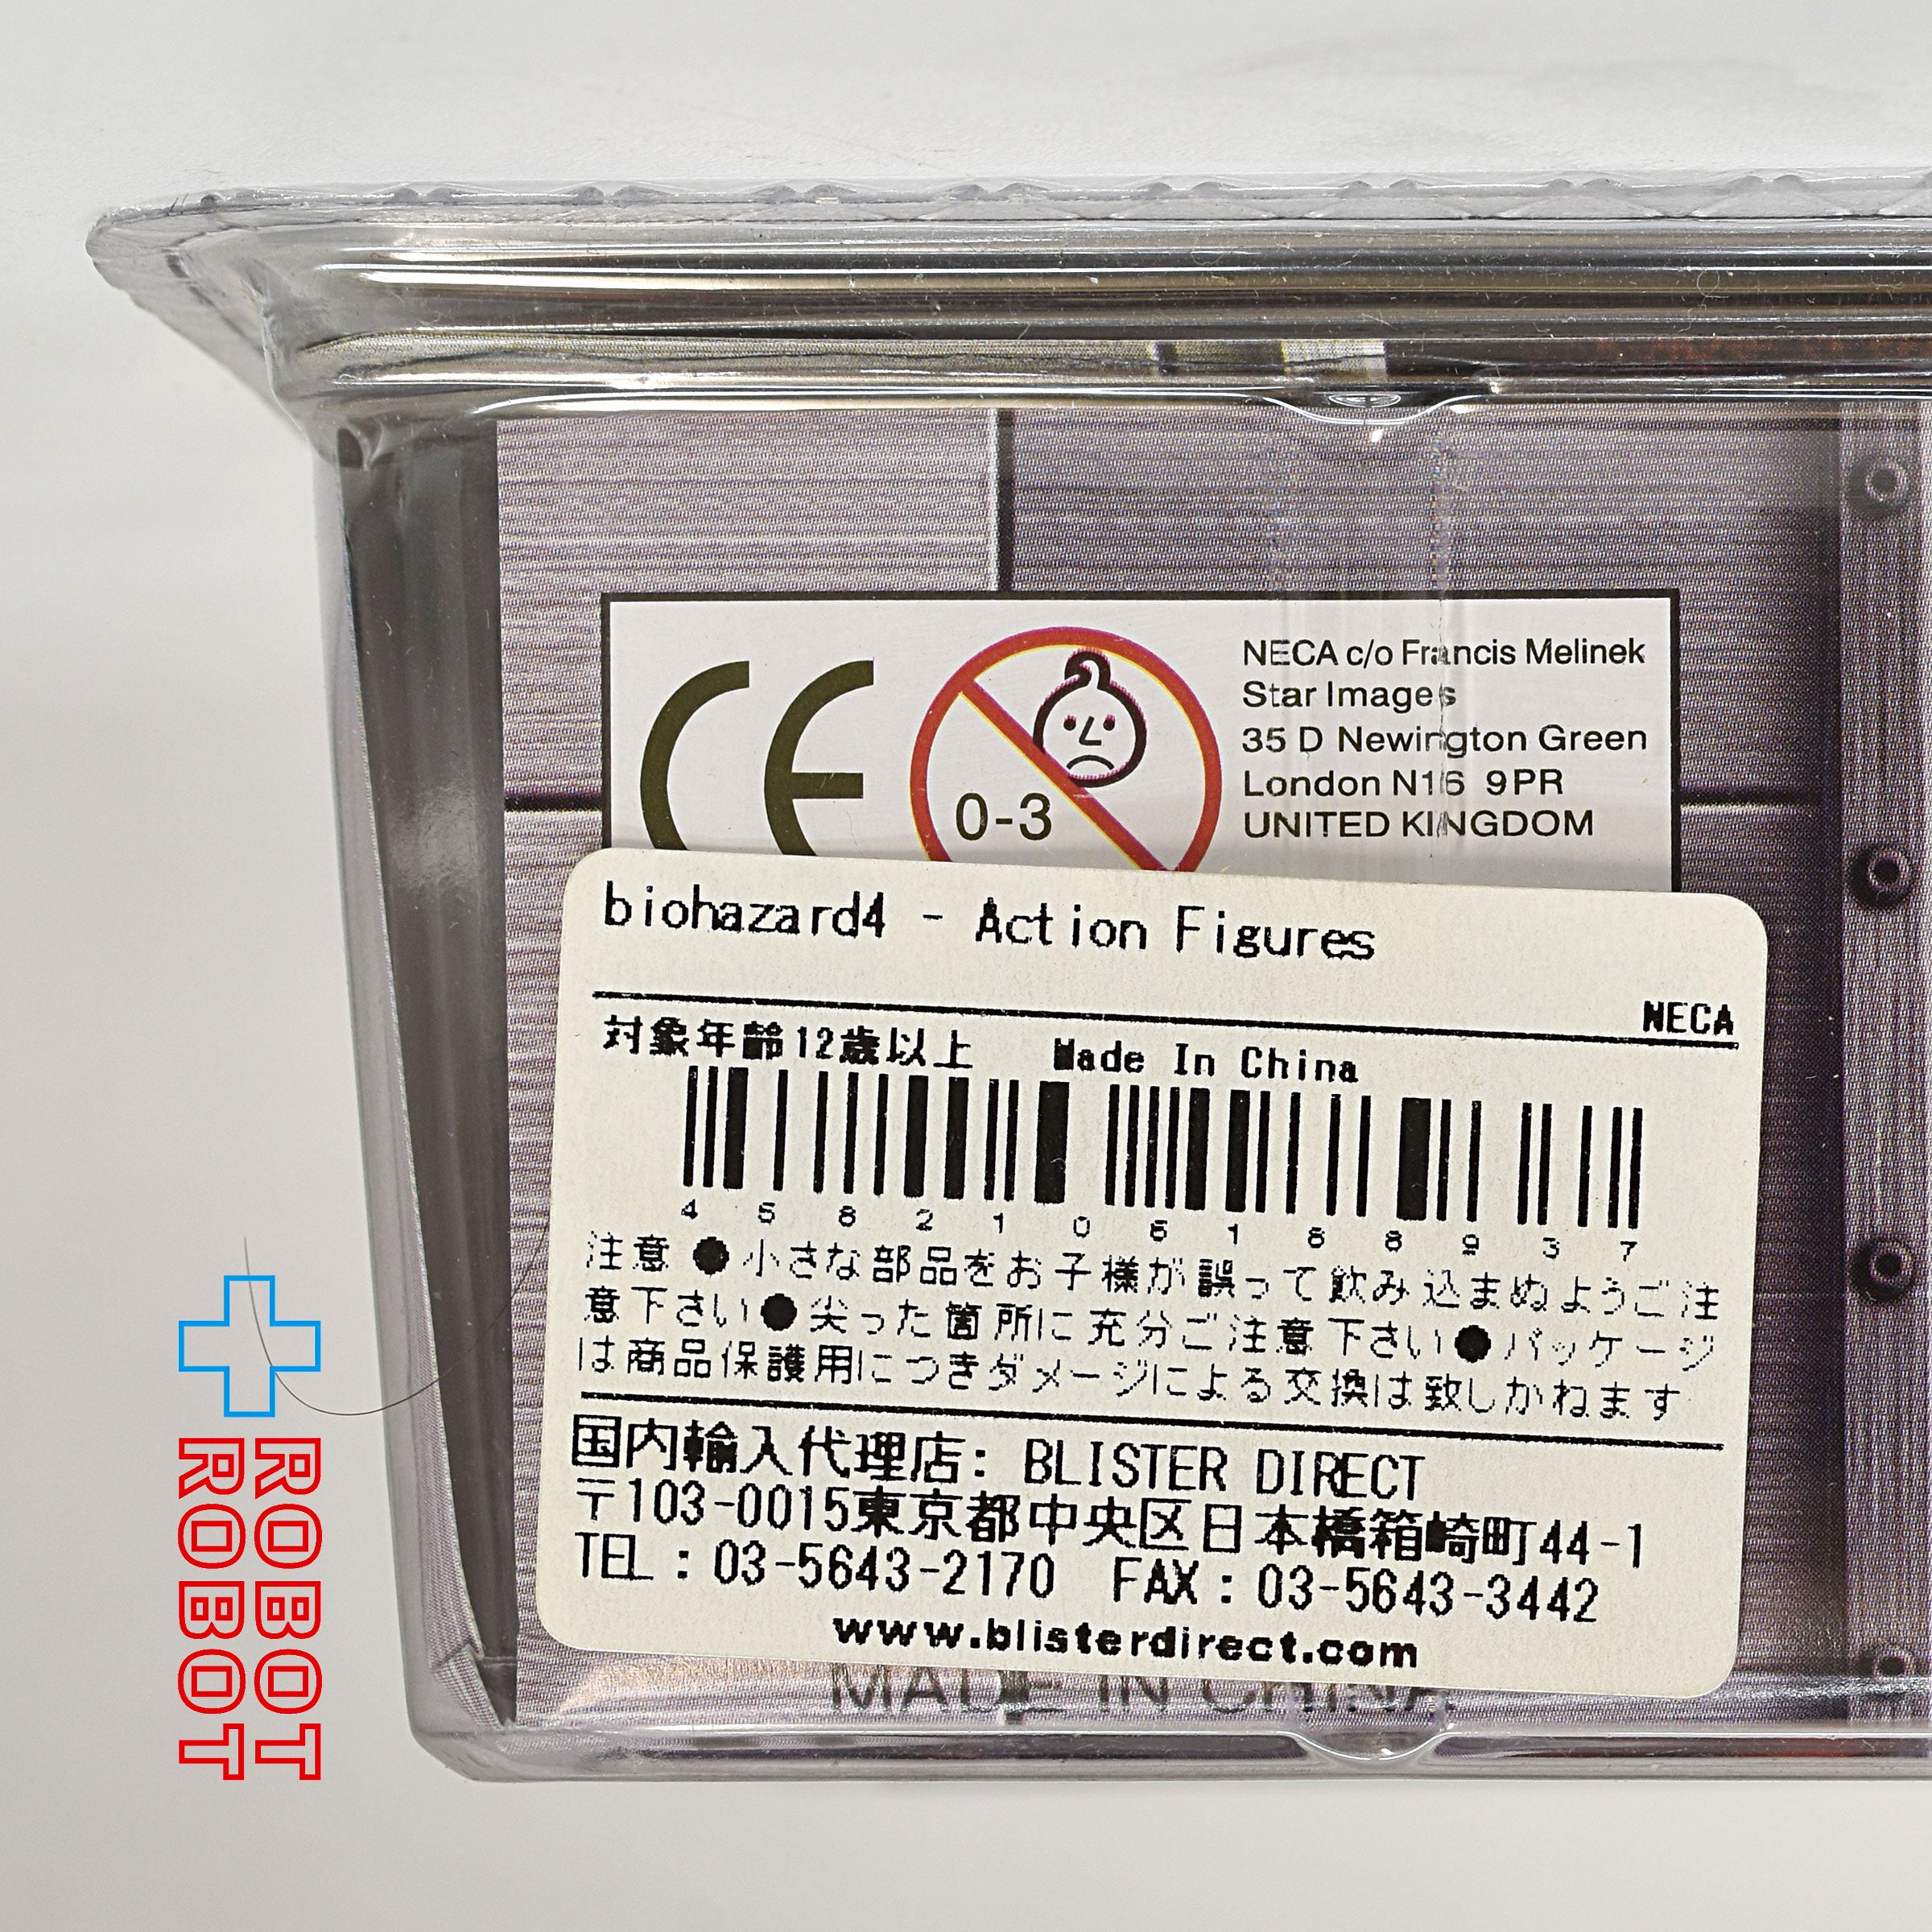 NECA c/o Francis Melinek
Star Images
35 D Newington Green
London N16 9PR
UNITED KINGDOM
CE
0-3
biohazard4 - Action Figures
NECA
対象年齢12歳以上 Made In China
4 5 8 2 1 0 6 1 8 8 9 3 7
注意 ●小さな部品をお子様が誤って飲み込まぬようご注
意下さい●尖った箇所に充分ご注意下さい●パッケージ
は商品保護用につきダメージによる交換は致しかねます
国内輸入代理店: BLISTER DIRECT
〒103-0015東京都中央区日本橋箱崎町44-1
TEL : 03-5643-2170 FAX : 03-5643-3442
www.blisterdirect.com
MADE IN CHINA
ROBOT
ROBOT